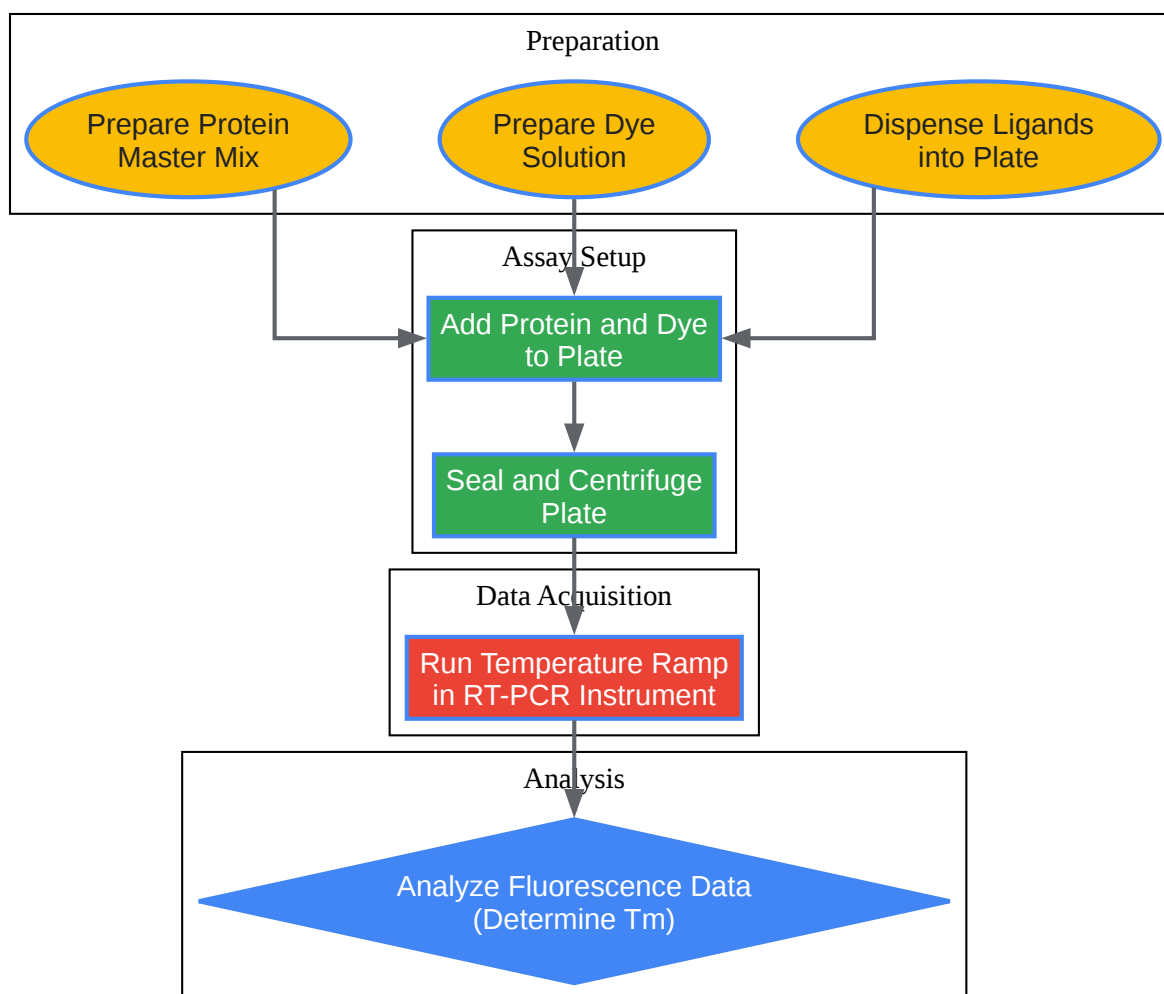 Preparation
Prepare Protein
Master Mix
Prepare Dye
Solution
Dispense Ligands
into Plate
Assay Setup
Add Protein and Dye
to Plate
Seal and Centrifuge
Plate
Data Acquisition
Run Temperature Ramp
in RT-PCR Instrument
Analysis
Analyze Fluorescence Data
(Determine Tm)